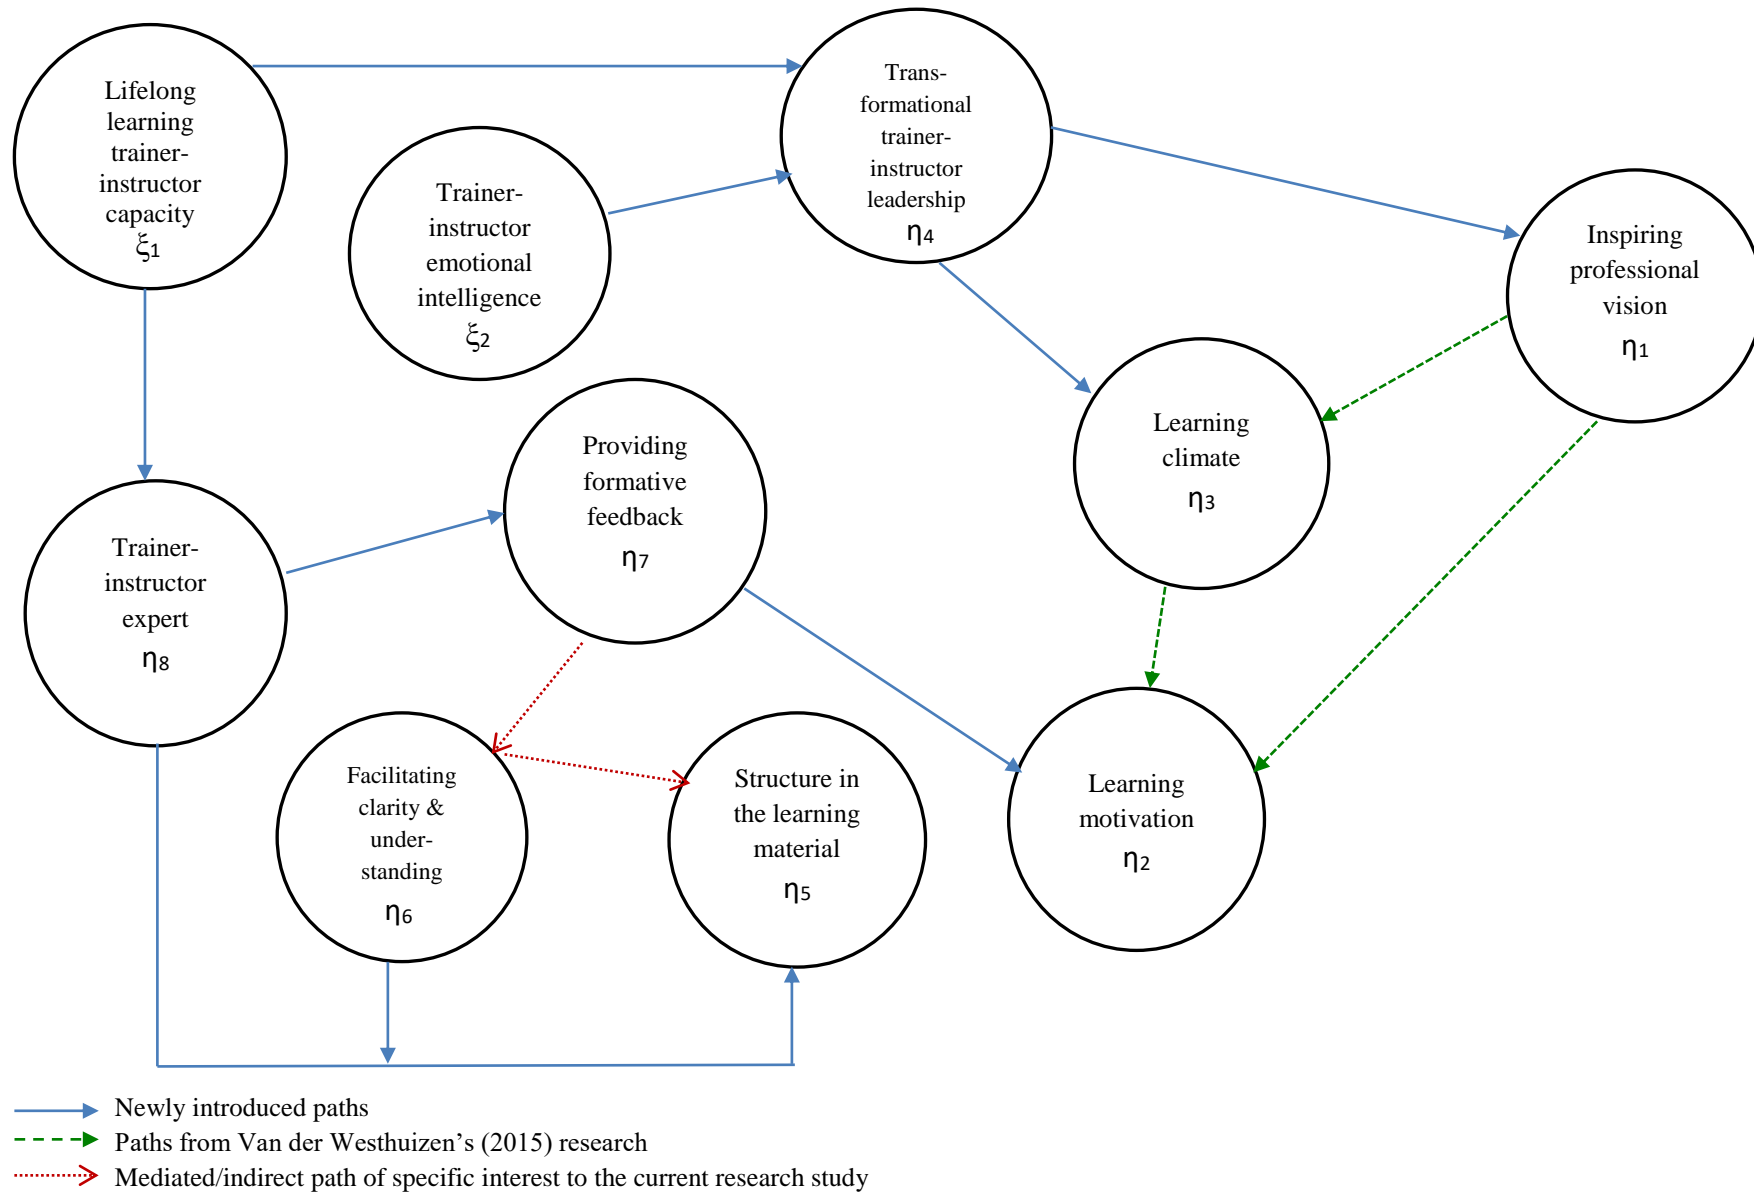 Lifelong
learning
trainer-
instructor
capacity
ξ1
Trainer-
instructor
emotional
intelligence
ξ2
Trans-
formational
trainer-
instructor
leadership
η4
Inspiring
professional
vision
η1
Learning
climate
η3
Providing
formative
feedback
η7
Trainer-
instructor
expert
η8
Facilitating
clarity &
under-
standing
η6
Structure in
the learning
material
η5
Learning
motivation
η2
Newly introduced paths
Paths from Van der Westhuizen’s (2015) research
Mediated/indirect path of specific interest to the current research study